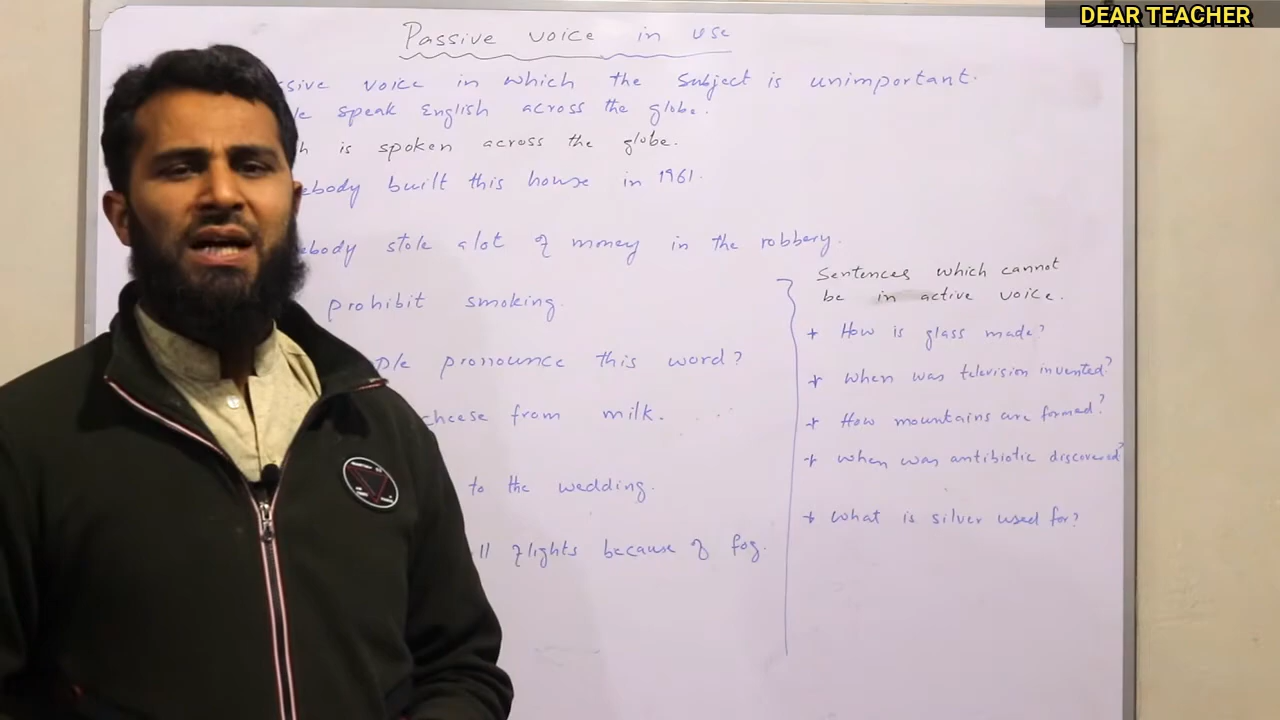 DEAR TEACHER
Passive voice in use
ssive voice in which the subject is unimportant.
le speak English across the globe.
h is spoken across the globe.
ebody built this house in 1961.
ebody stole alot of money in the robbery.
prohibit smoking.
ple pronounce this word?
cheese from milk.
to the wedding.
ll flights because of fog.
Sentences which cannot
be in active voice.
+ How is glass made?
+ when was television invented?
+ How mountains are formed?
+ when was antibiotic discovered?
+ what is silver used for?